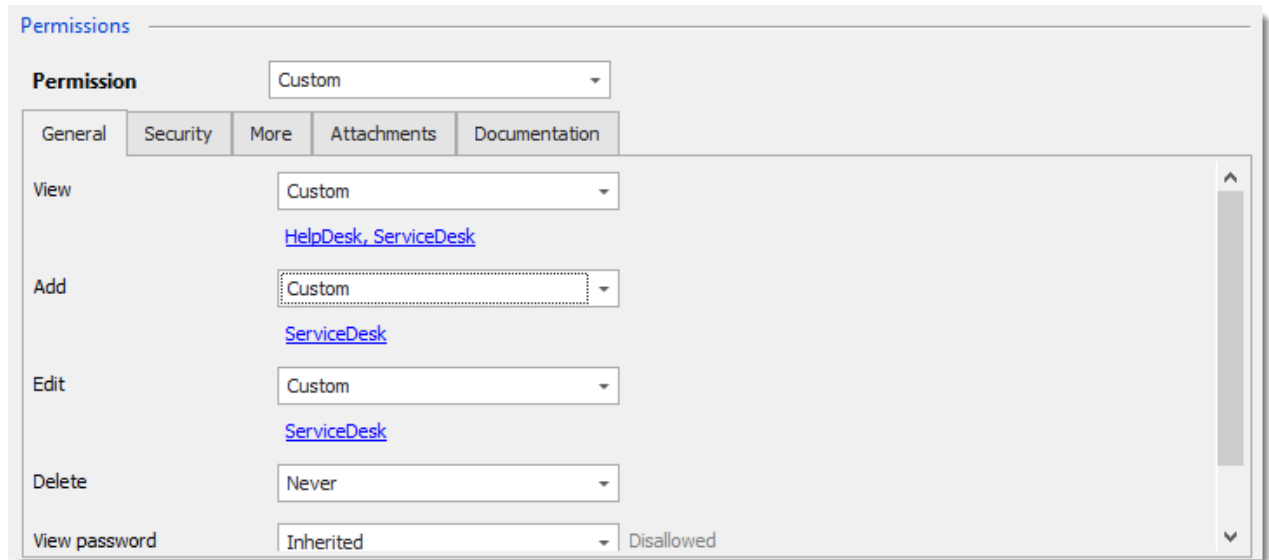 Permissions
Permission Custom
General Security More Attachments Documentation
View Custom
HelpDesk, ServiceDesk
Add Custom
ServiceDesk
Edit Custom
ServiceDesk
Delete Never
View password Inherited Disallowed